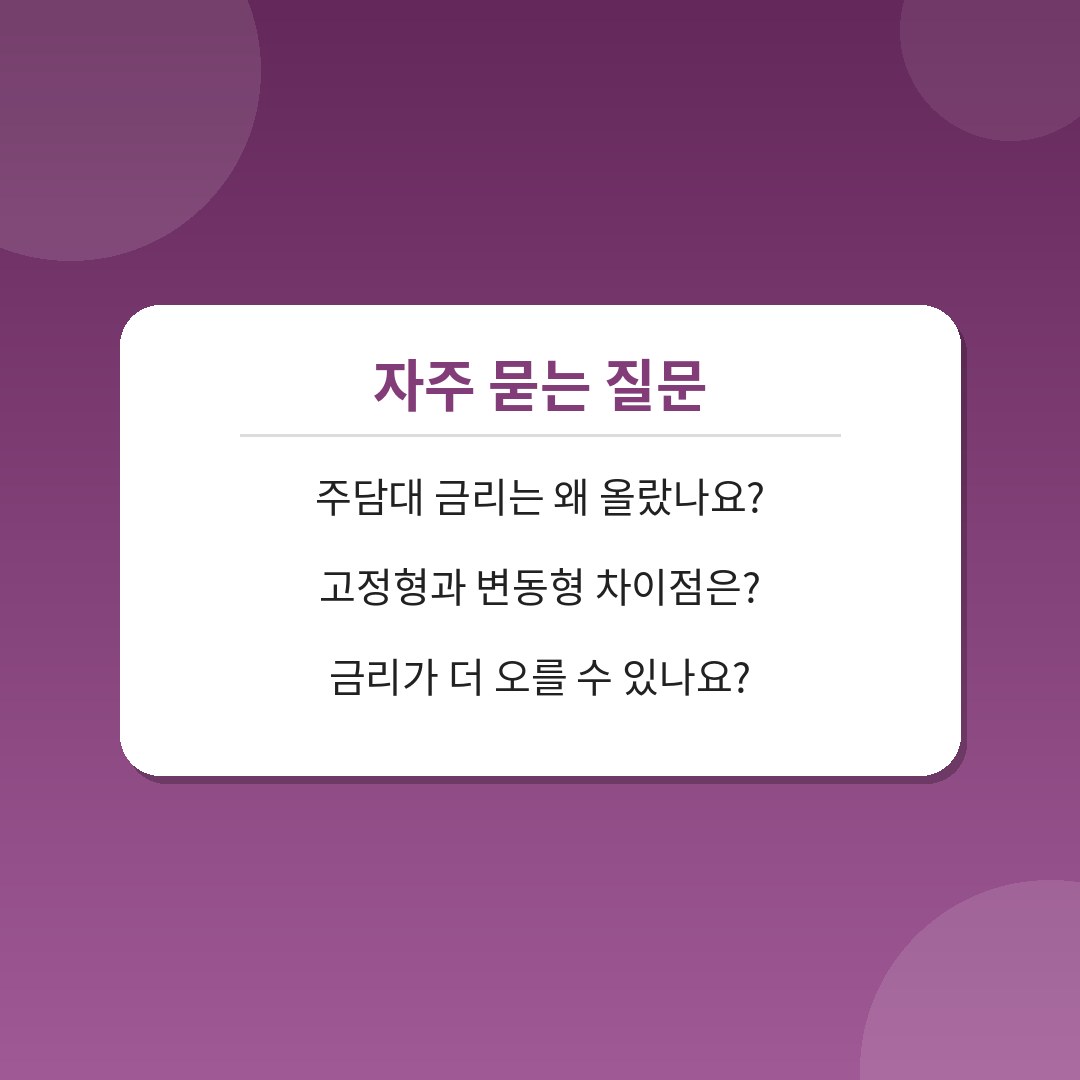 자주 묻는 질문
주담대 금리는 왜 올랐나요?
고정형과 변동형 차이점은?
금리가 더 오를 수 있나요?